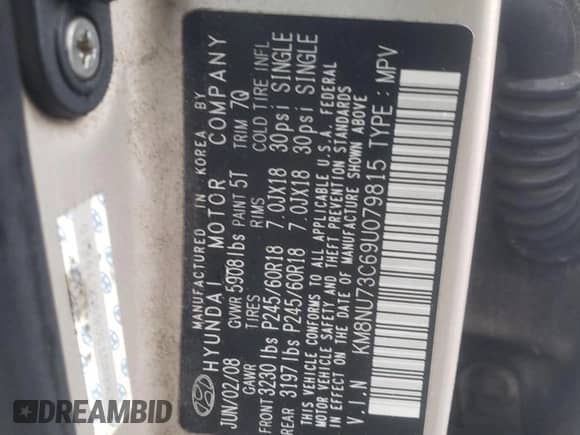 MANUFACTURED IN KOREA BY
HYUNDAI MOTOR COMPANY
JUN/02/08 GVWR 5908lbs PAINT 5T TRIM 7Q
GAWR TIRES RIMS COLD TIRE INFL
FRONT 3230 lbs P245/60R18 7.0JX18 30psi SINGLE
REAR 3197 lbs P245/60R18 7.0JX18 30psi SINGLE
THIS VEHICLE CONFORMS TO ALL APPLICABLE U.S.A. FEDERAL
MOTOR VEHICLE SAFETY AND THEFT PREVENTION STANDARDS
IN EFFECT ON THE DATE OF MANUFACTURE SHOWN ABOVE
V.I.N KM8NU73C69U079815 TYPE : MPV
DREAMBID